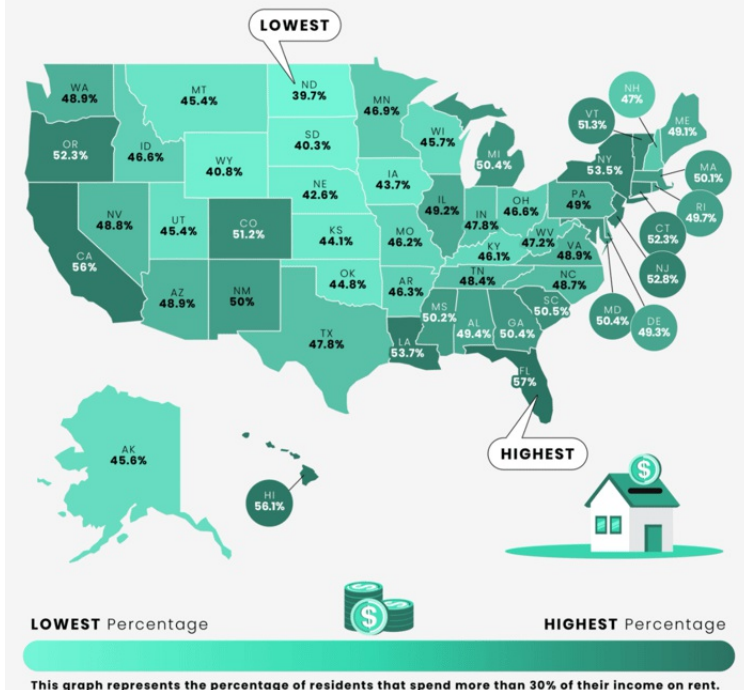 LOWEST
WA
48.9%
MT
45.4%
ND
39.7%
MN
46.9%
NH
47%
VT
51.3%
ME
49.1%
OR
52.3%
ID
46.6%
SD
40.3%
WI
45.7%
MI
50.4%
NY
53.5%
MA
50.1%
WY
40.8%
IA
43.7%
PA
49%
RI
49.7%
NE
42.6%
IL
49.2%
IN
47.8%
OH
46.6%
CT
52.3%
NV
48.8%
UT
45.4%
CO
51.2%
KS
44.1%
MO
46.2%
KY
46.1%
WV
47.2%
VA
48.9%
NJ
52.8%
CA
56%
AZ
48.9%
NM
50%
OK
44.8%
AR
46.3%
TN
48.4%
NC
48.7%
MD
50.4%
DE
49.3%
MS
50.2%
AL
49.4%
GA
50.4%
SC
50.5%
TX
47.8%
LA
53.7%
FL
57%
HIGHEST
AK
45.6%
HI
56.1%
$
$
LOWEST Percentage
HIGHEST Percentage
This graph represents the percentage of residents that spend more than 30% of their income on rent.